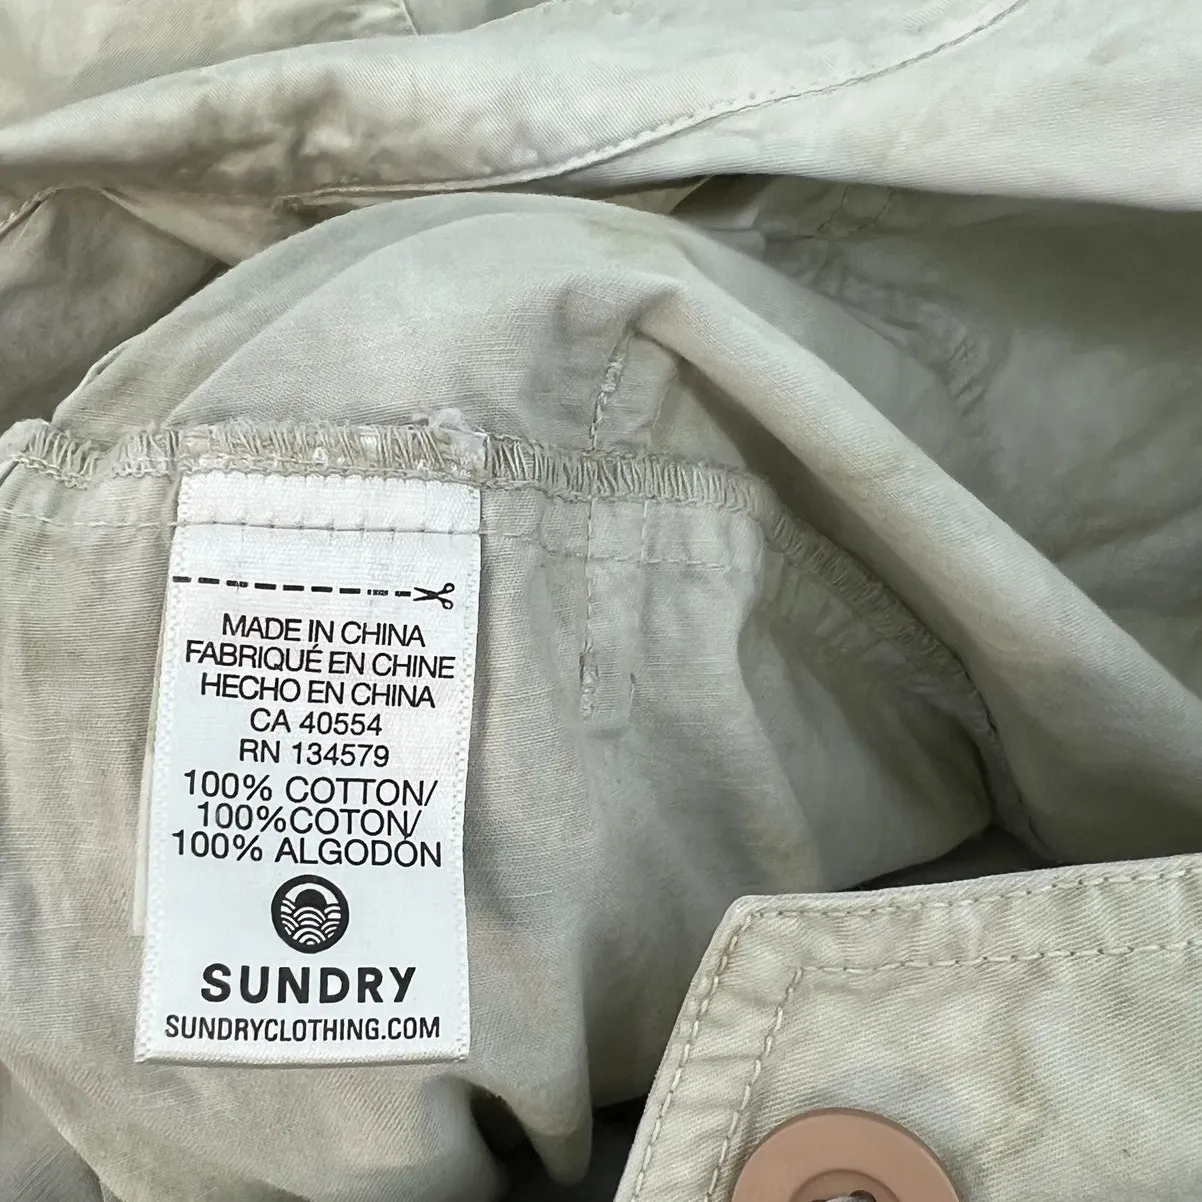 MADE IN CHINA
FABRIQUÉ EN CHINE
HECHO EN CHINA
CA 40554
RN 134579
100% COTTON/
100%COTON/
100% ALGODÓN
SUNDRY
SUNDRYCLOTHING.COM